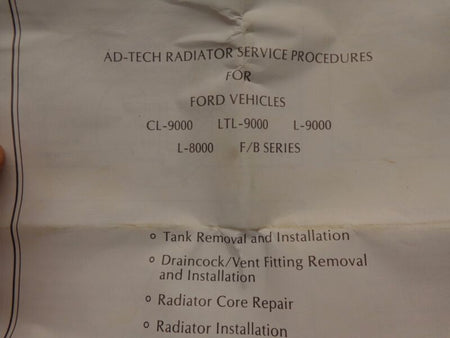 AD-TECH RADIATOR SERVICE PROCEDURES
FOR
FORD VEHICLES
CL-9000 LTL-9000 L-9000
L-8000 F/B SERIES
° Tank Removal and Installation
° Draincock/Vent Fitting Removal
and Installation
° Radiator Core Repair
° Radiator Installation